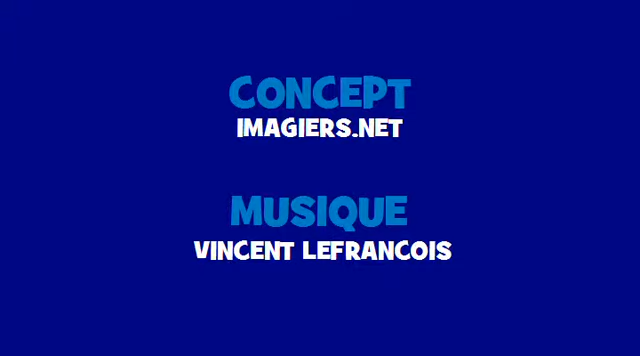 CONCEPT
IMAGIERS.NET
MUSIQUE
VINCENT LEFRANCOIS